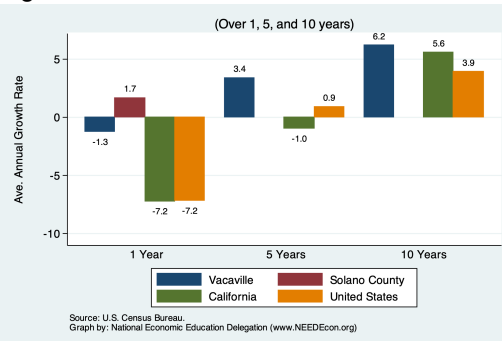 (Over 1, 5, and 10 years)
Ave. Annual Growth Rate
5
0
-5
-10
-1.3
1.7
-7.2
-7.2
3.4
-1.0
0.9
6.2
5.6
3.9
1 Year
5 Years
10 Years
Vacaville
Solano County
California
United States
Source: U.S. Census Bureau.
Graph by: National Economic Education Delegation (www.NEEDEcon.org)